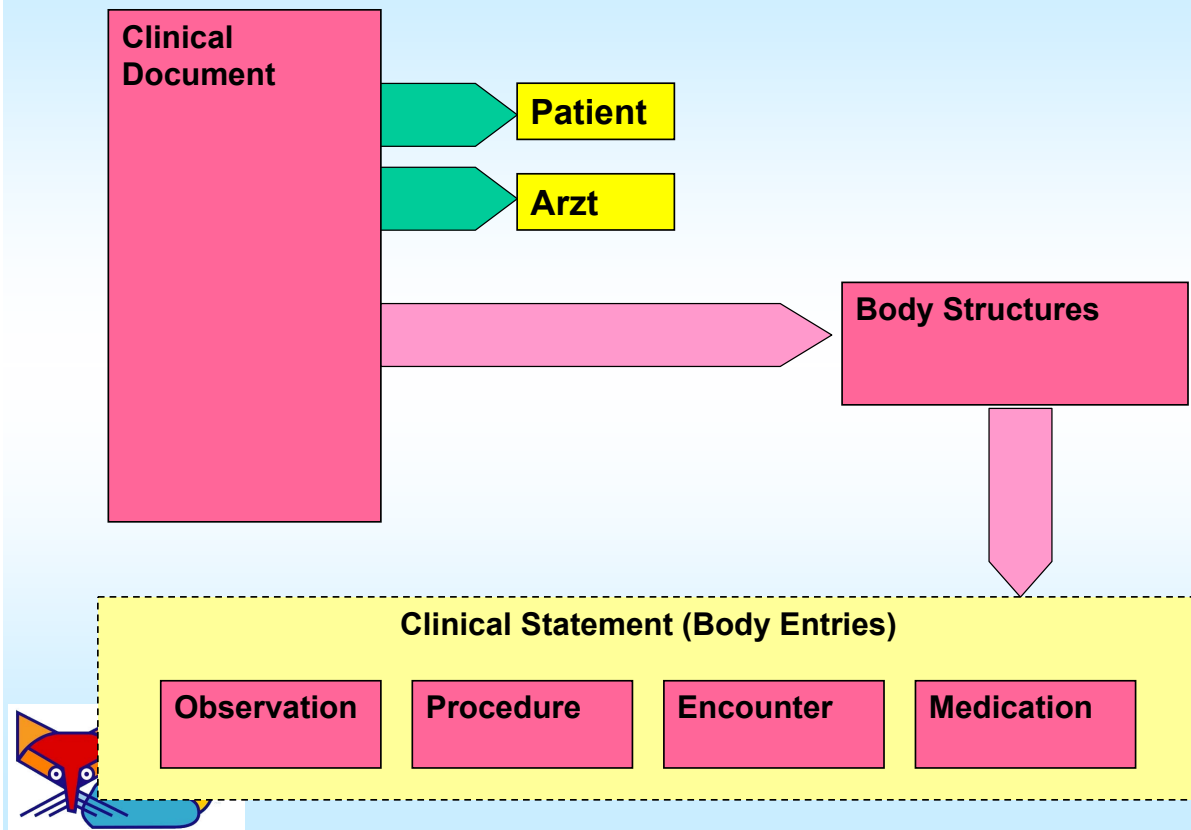 Clinical
Document
Patient
Arzt
Body Structures
Clinical Statement (Body Entries)
Observation
Procedure
Encounter
Medication